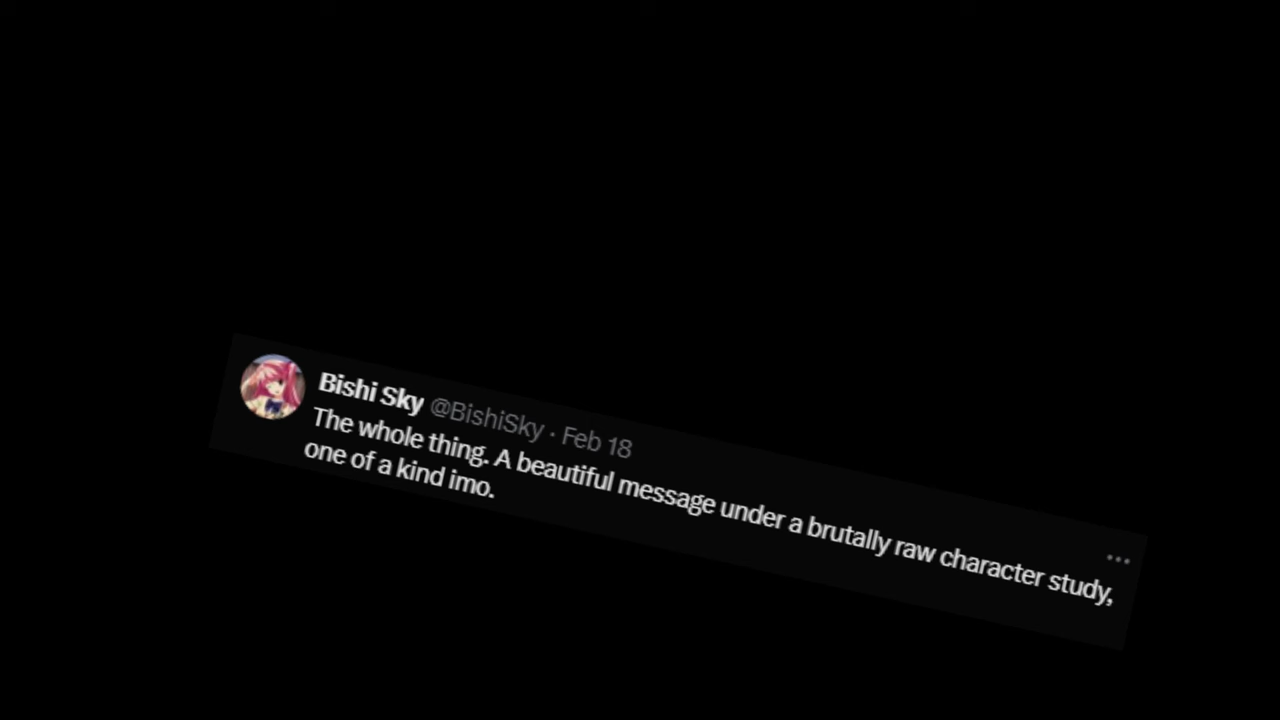 Bishi Sky @BishiSky · Feb 18
The whole thing. A beautiful message under a brutally raw character study,
one of a kind imo.